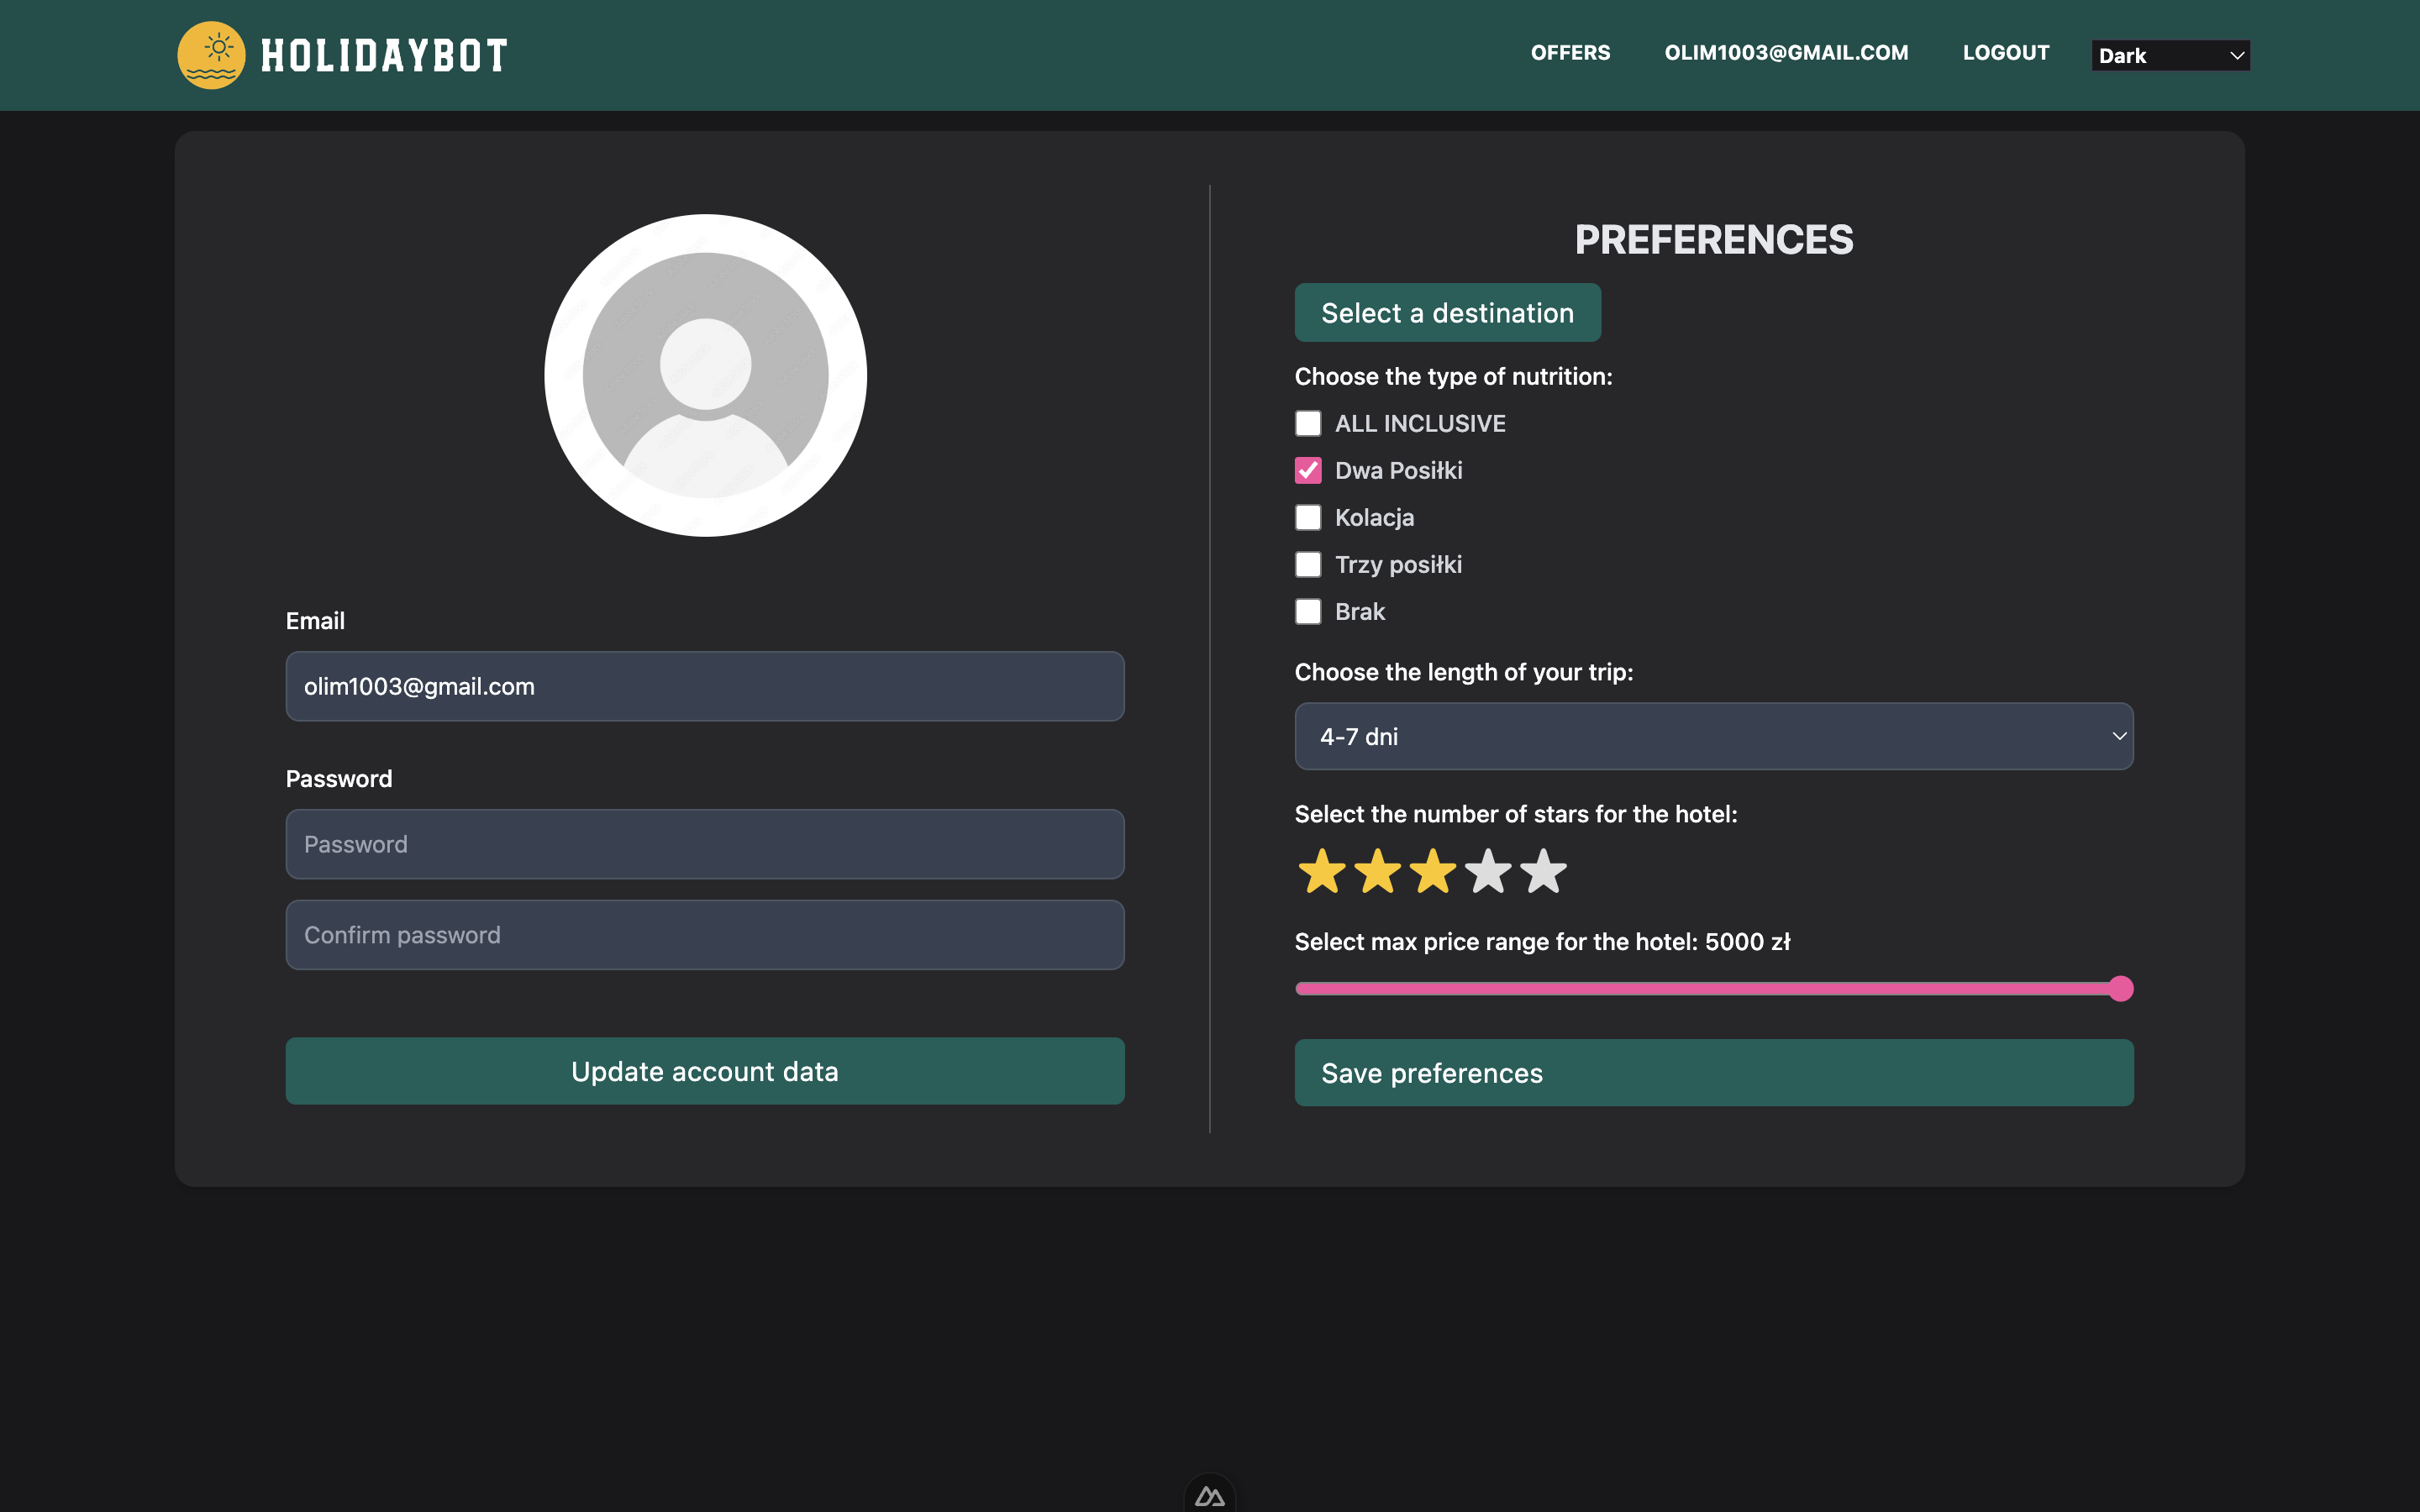 HOLIDAYBOT
OFFERS
OLIM1003@GMAIL.COM
LOGOUT
Dark
Email
olim1003@gmail.com
Password
Password
Confirm password
Update account data
PREFERENCES
Select a destination
Choose the type of nutrition:
ALL INCLUSIVE
Dwa Posiłki
Kolacja
Trzy posiłki
Brak
Choose the length of your trip:
4-7 dni
Select the number of stars for the hotel:
Select max price range for the hotel: 5000 zł
Save preferences